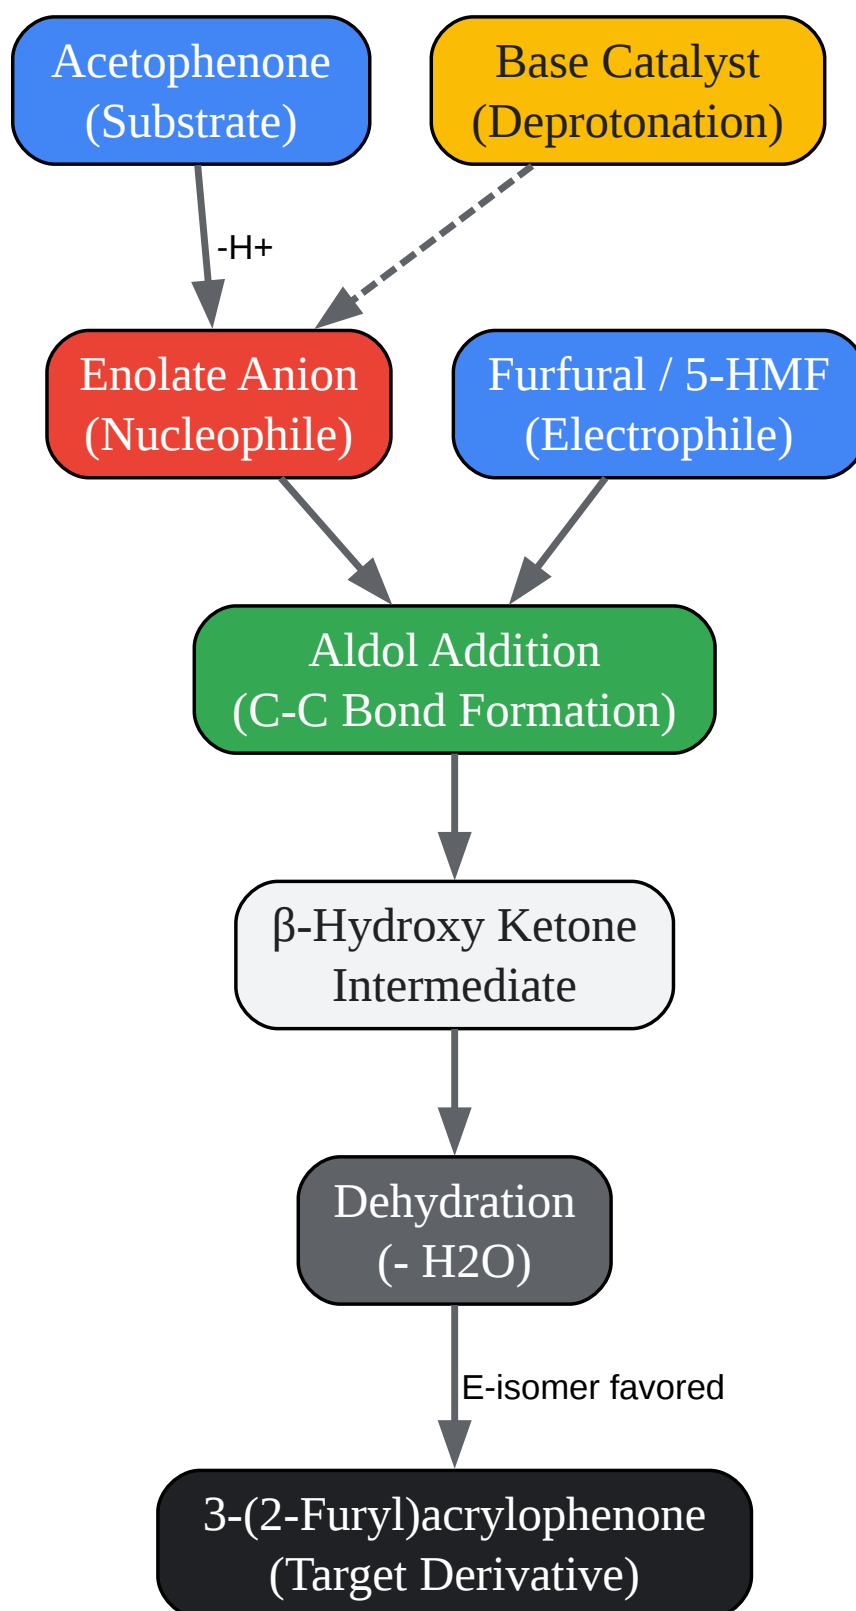 Acetophenone
(Substrate)
Base Catalyst
(Deprotonation)
-H+
Enolate Anion
(Nucleophile)
Furfural / 5-HMF
(Electrophile)
Aldol Addition
(C-C Bond Formation)
β-Hydroxy Ketone
Intermediate
Dehydration
(- H2O)
E-isomer favored
3-(2-Furyl)acrylophenone
(Target Derivative)